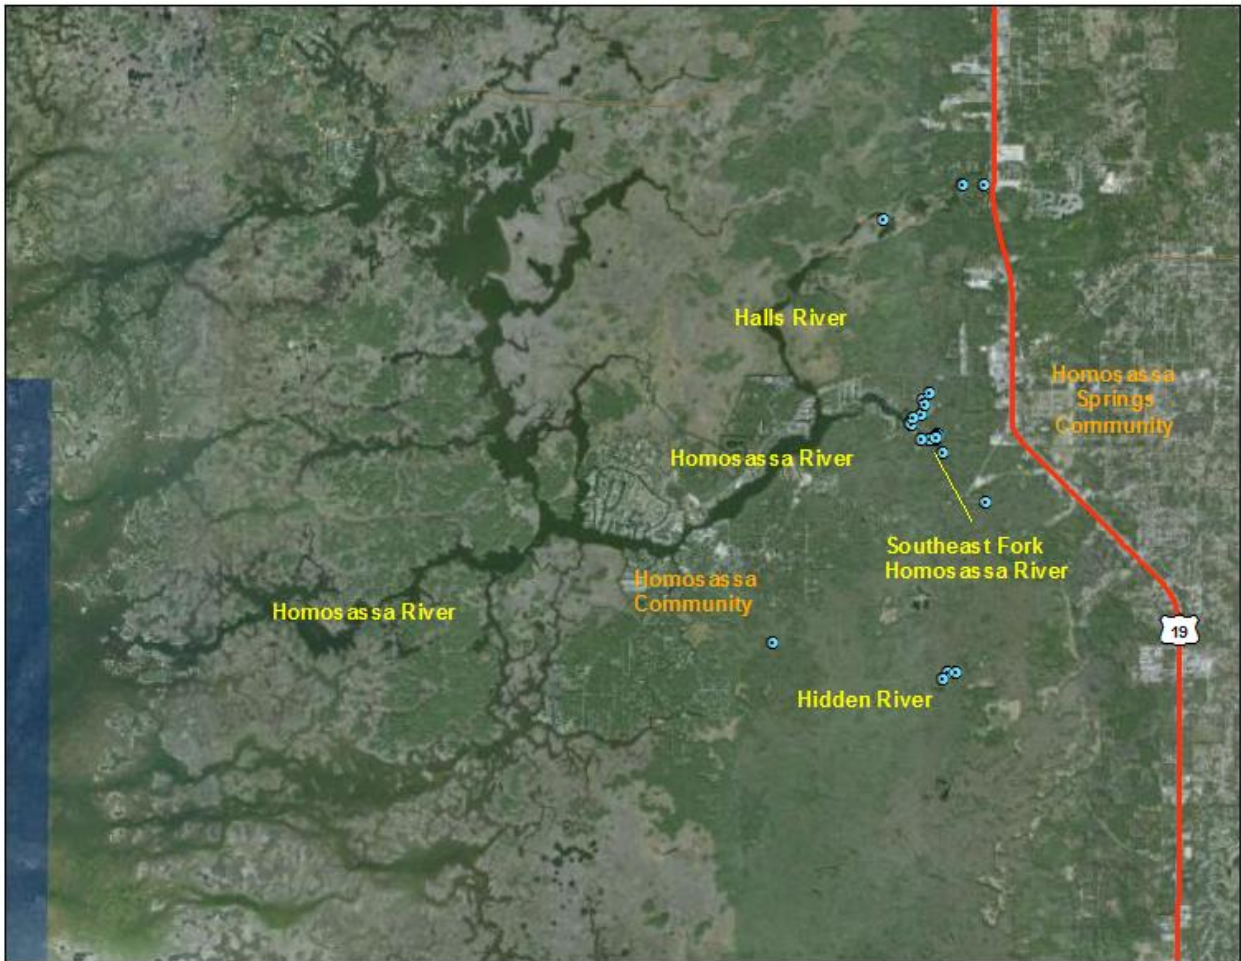 Halls River
Homosassa
Springs
Community
Homosassa River
Southeast Fork
Homosassa River
Homosassa
Community
Homosassa River
19
Hidden River